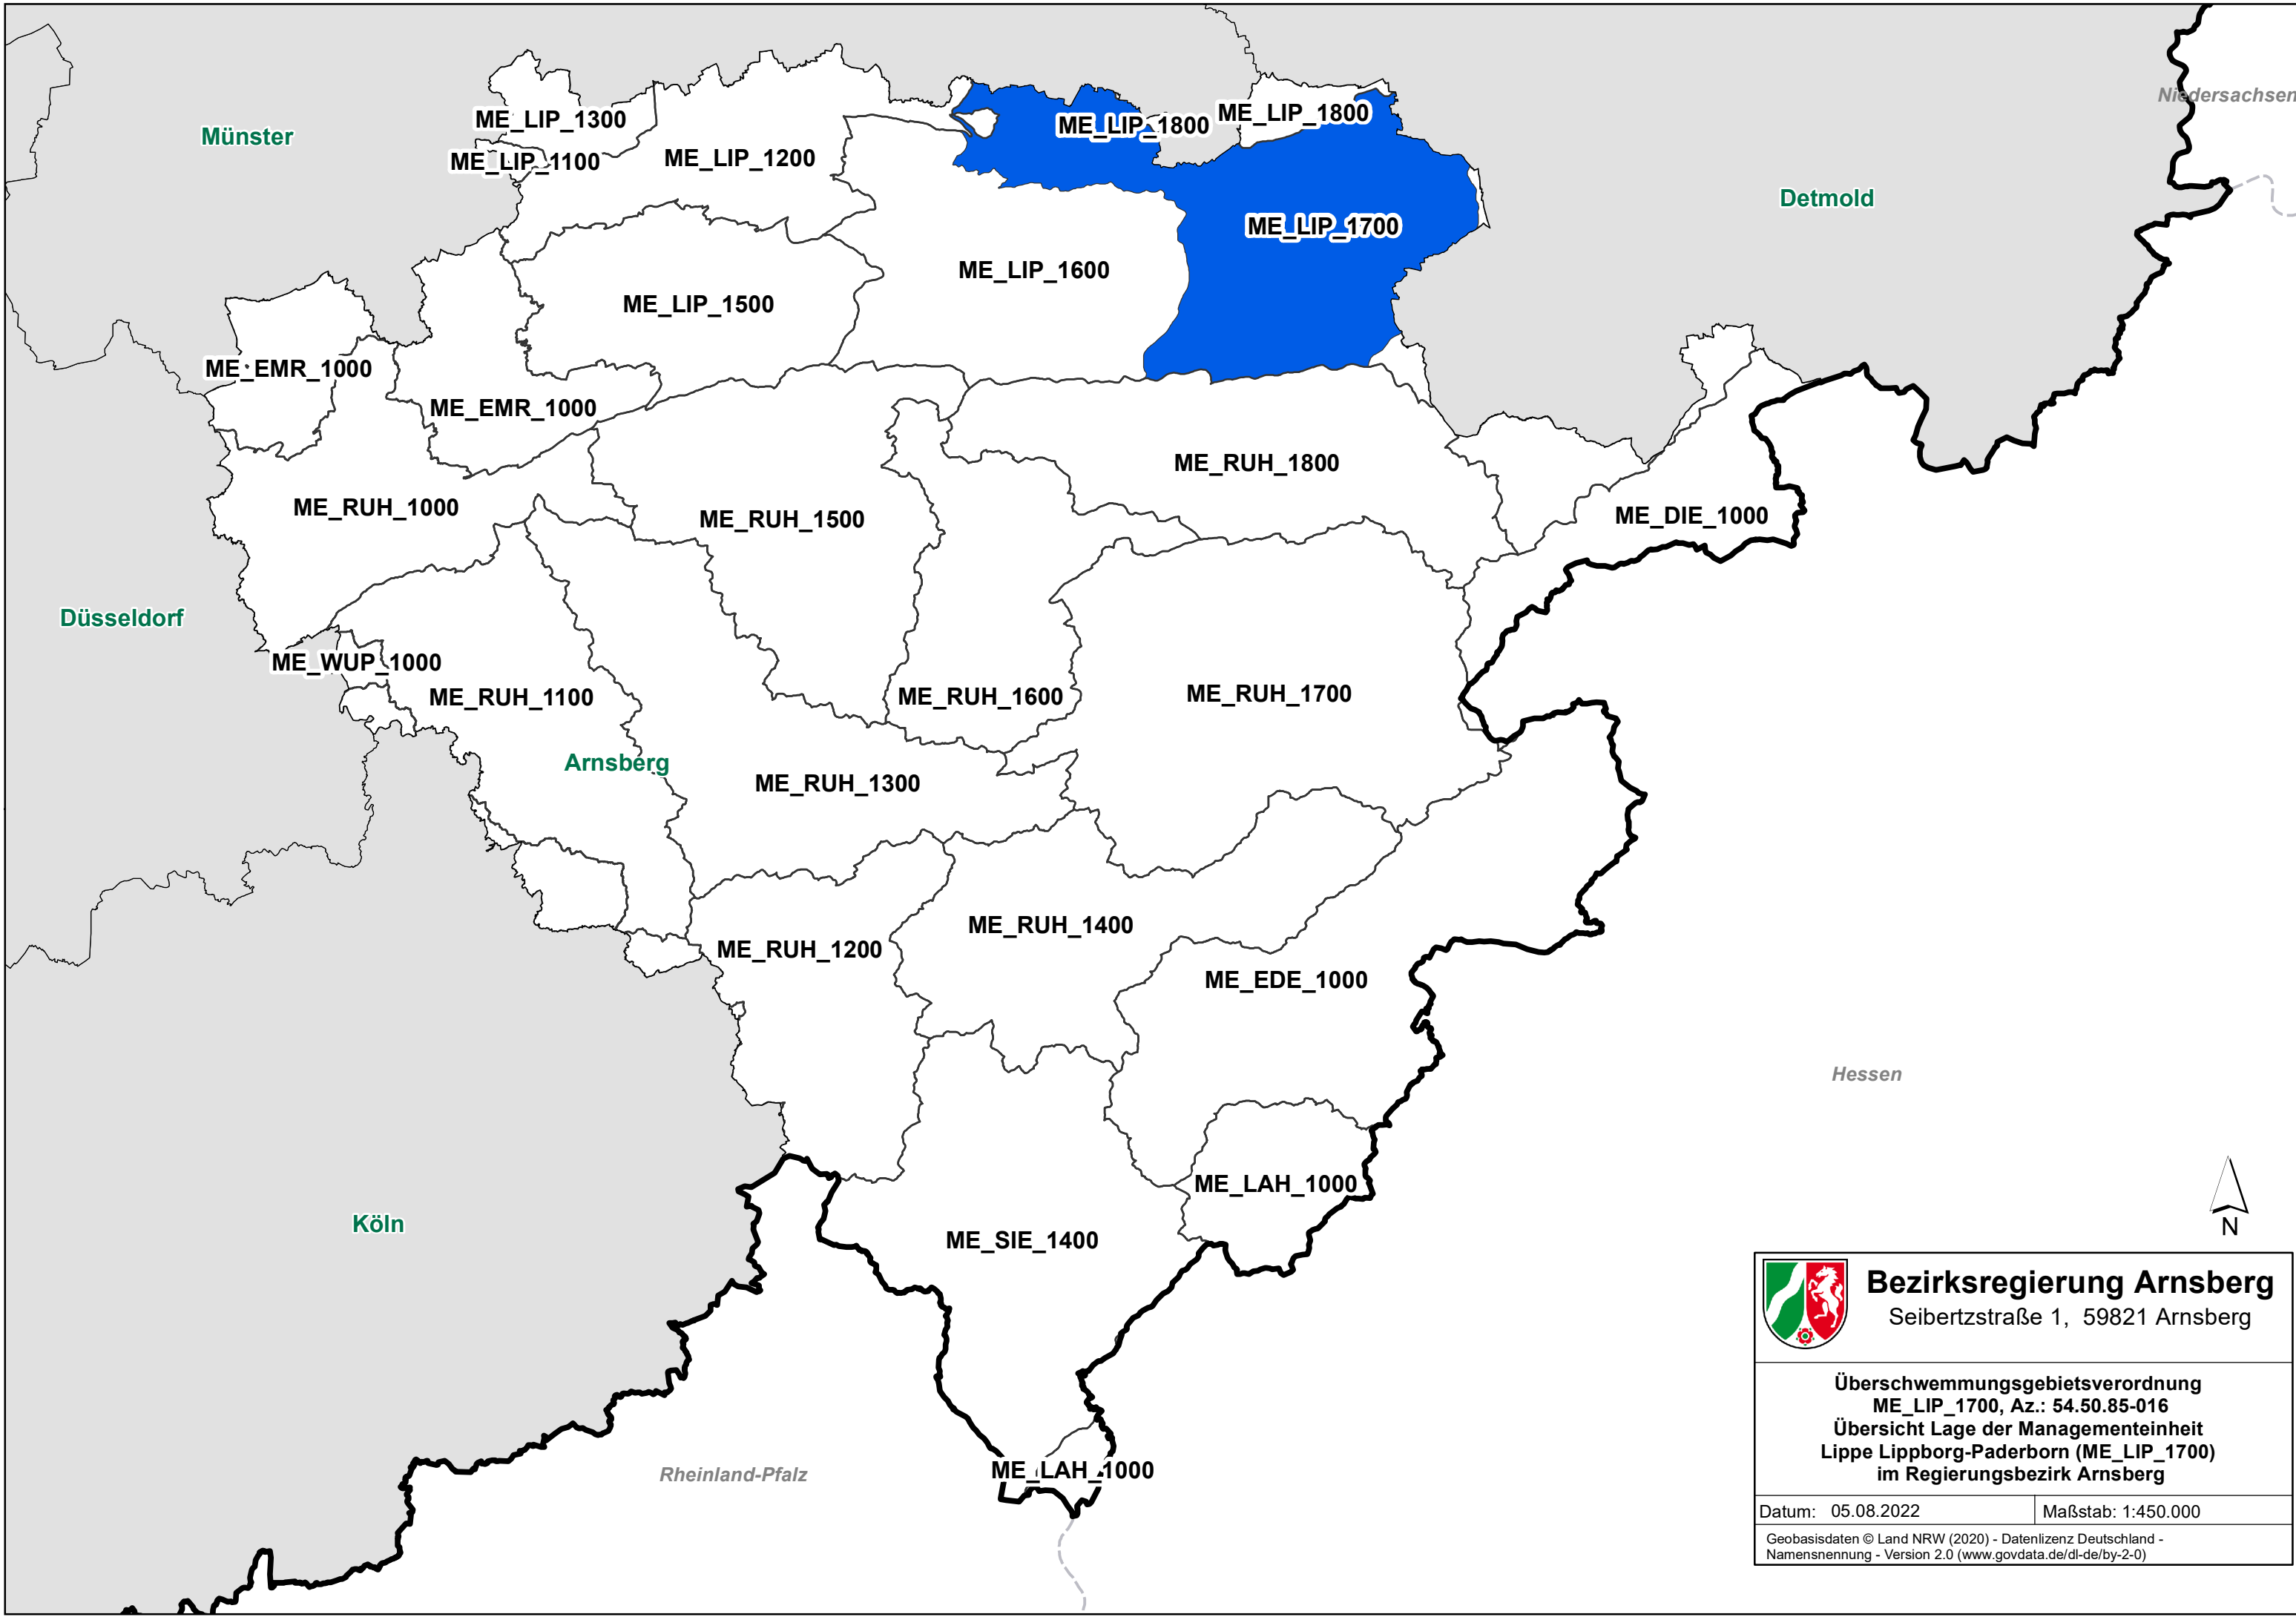 Niedersachsen
ME_LIP_1300
ME_LIP_1800
ME_LIP_1800
Münster
ME_LIP_1100
ME_LIP_1200
Detmold
ME_LIP_1700
ME_LIP_1600
ME_LIP_1500
ME_EMR_1000
ME_EMR_1000
ME_RUH_1800
ME_RUH_1000
ME_RUH_1500
ME_DIE_1000
Düsseldorf
ME_WUP_1000
ME_RUH_1100
ME_RUH_1600
ME_RUH_1700
Arnsberg
ME_RUH_1300
ME_RUH_1400
ME_RUH_1200
ME_EDE_1000
Hessen
ME_LAH_1000
Köln
ME_SIE_1400
N
Rheinland-Pfalz
ME_LAH_1000
Bezirksregierung Arnsberg
Seibertzstraße 1, 59821 Arnsberg
Überschwemmungsgebietsverordnung
ME_LIP_1700, Az.: 54.50.85-016
Übersicht Lage der Managementeinheit
Lippe Lippborg-Paderborn (ME_LIP_1700)
im Regierungsbezirk Arnsberg
Datum: 05.08.2022
Maßstab: 1:450.000
Geobasisdaten © Land NRW (2020) - Datenlizenz Deutschland -
Namensnennung - Version 2.0 (www.govdata.de/dl-de/by-2-0)